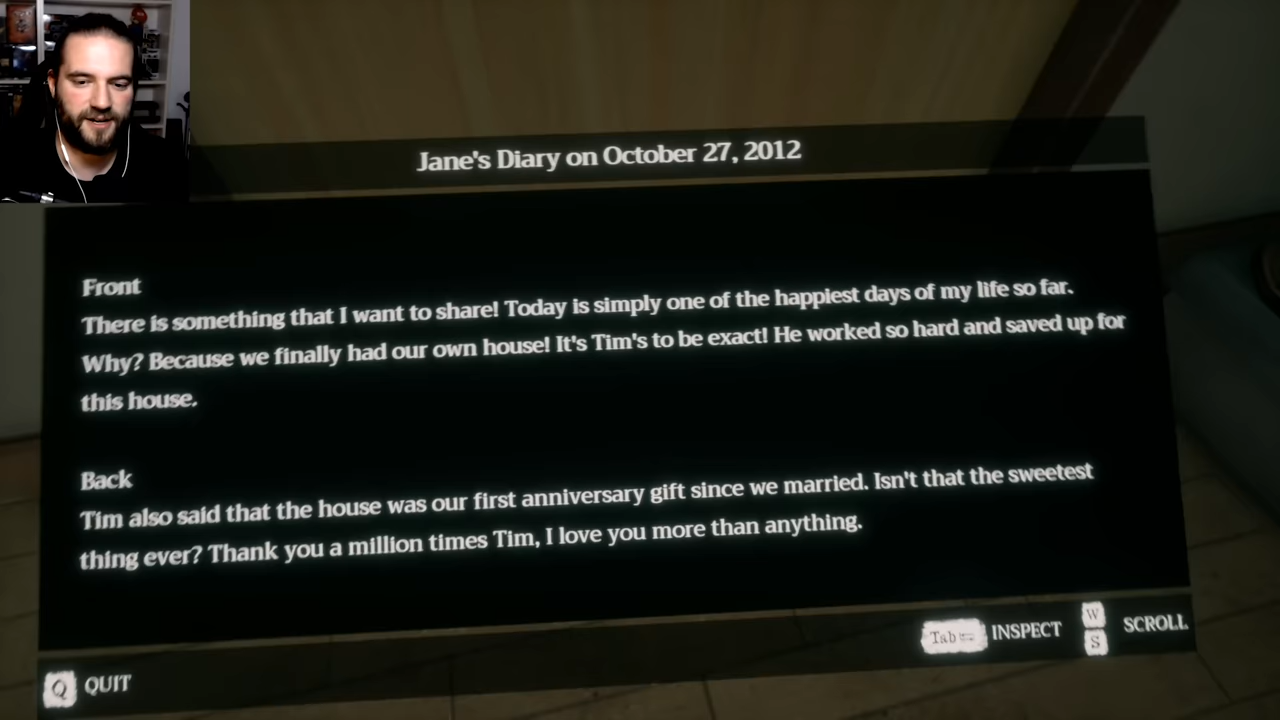 Jane's Diary on October 27, 2012
Front
There is something that I want to share! Today is simply one of the happiest days of my life so far.
Why? Because we finally had our own house! It's Tim's to be exact! He worked so hard and saved up for
this house.
Back
Tim also said that the house was our first anniversary gift since we married. Isn't that the sweetest
thing ever? Thank you a million times Tim, I love you more than anything.
Tab INSPECT
W
S SCROLL
Q QUIT